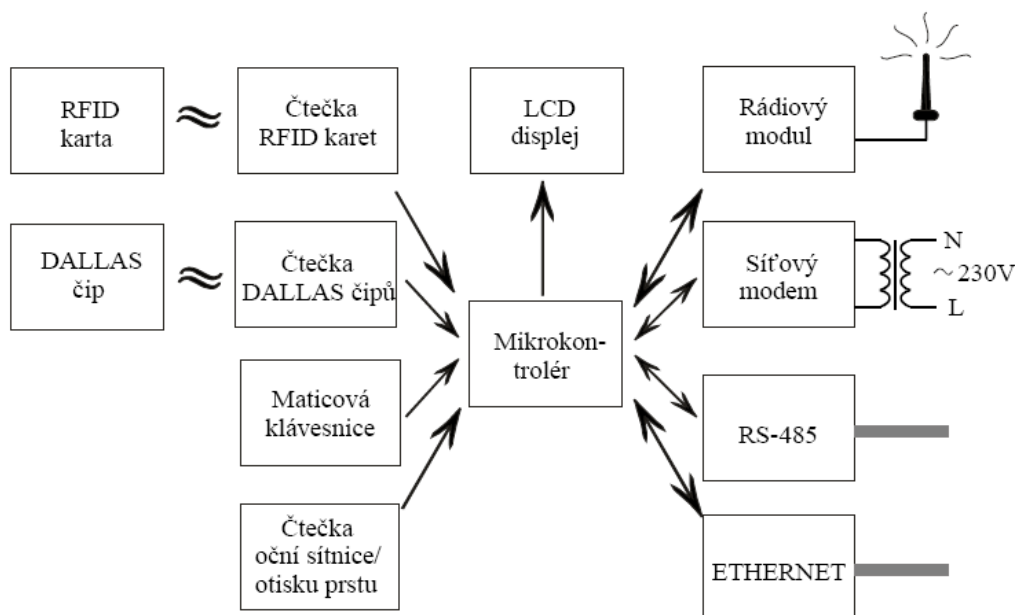 RFID
karta
Čtečka
RFID karet
LCD
displej
Rádiový
modul
DALLAS
čip
Čtečka
DALLAS čipů
Mikrokon-
trolér
Síťový
modem
N
~230V
L
Maticová
klávesnice
RS-485
Čtečka
oční sítnice/
otisku prstu
ETHERNET